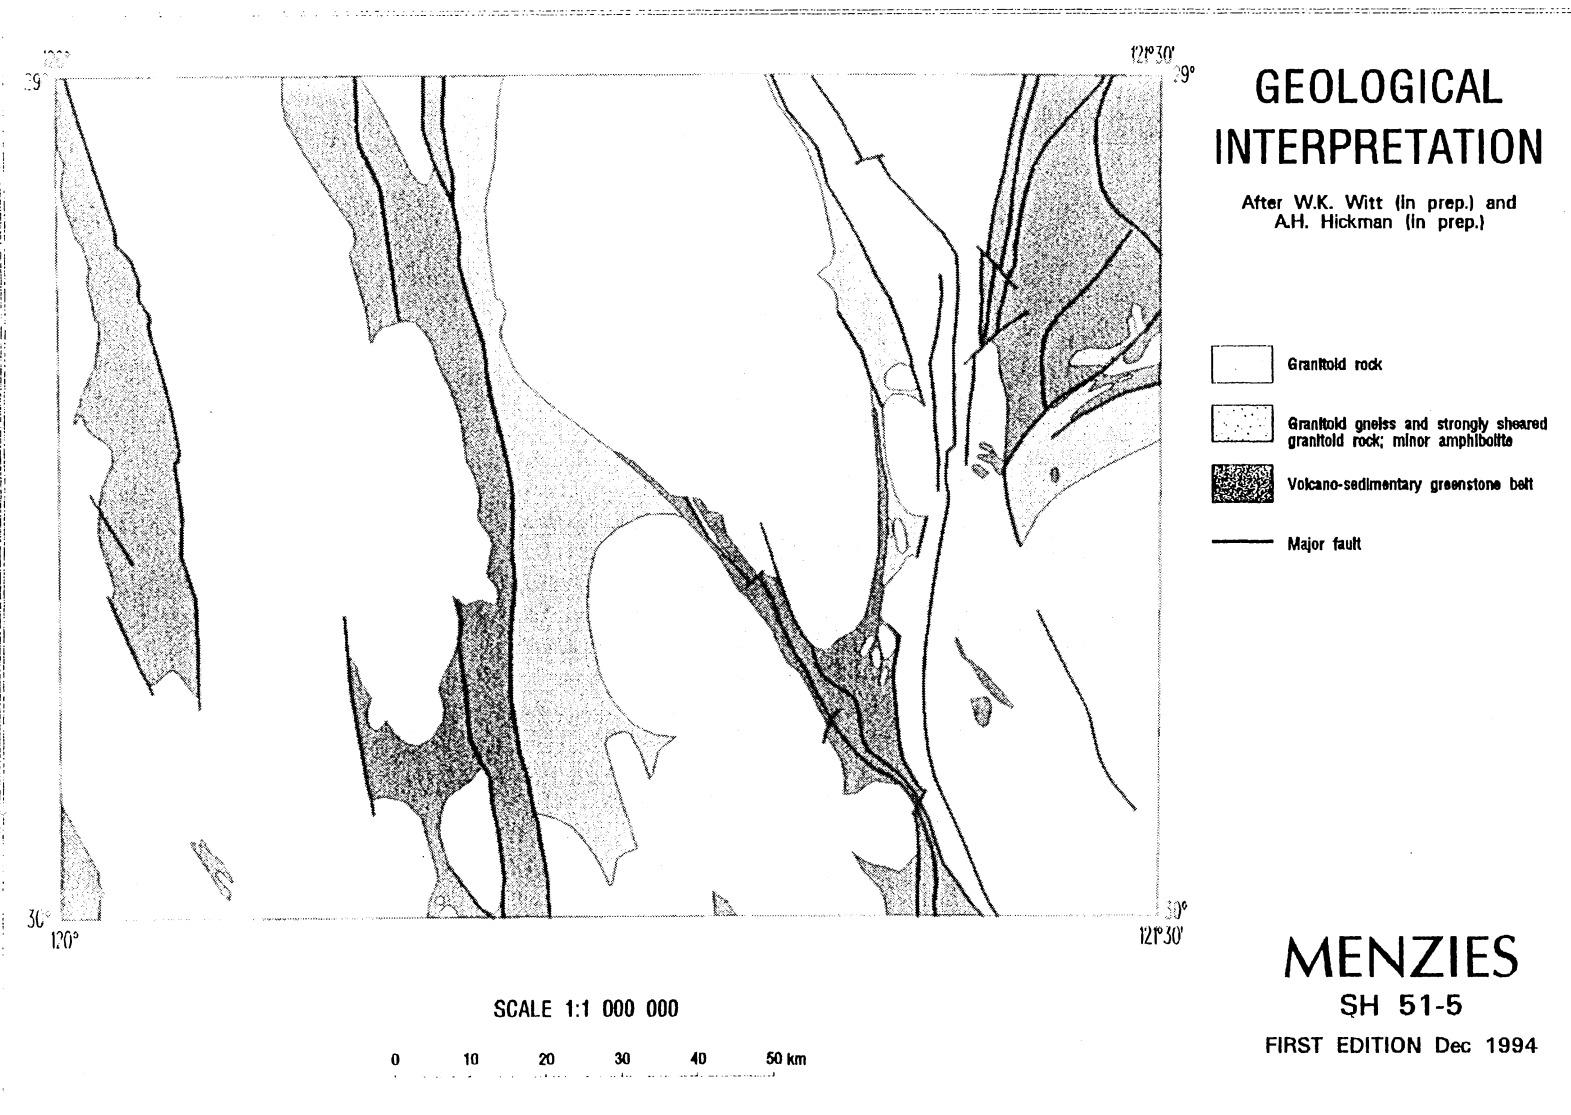 120°
121°30'
29°
29°
GEOLOGICAL
INTERPRETATION
After W.K. Witt (in prep.) and
A.H. Hickman (in prep.)
Granitoid rock
Granitoid gneiss and strongly sheared
granitoid rock; minor amphibolite
Volcano-sedimentary greenstone belt
Major fault
30°
30°
120°
121°30'
MENZIES
SH 51-5
FIRST EDITION Dec 1994
SCALE 1:1 000 000
0 10 20 30 40 50 km